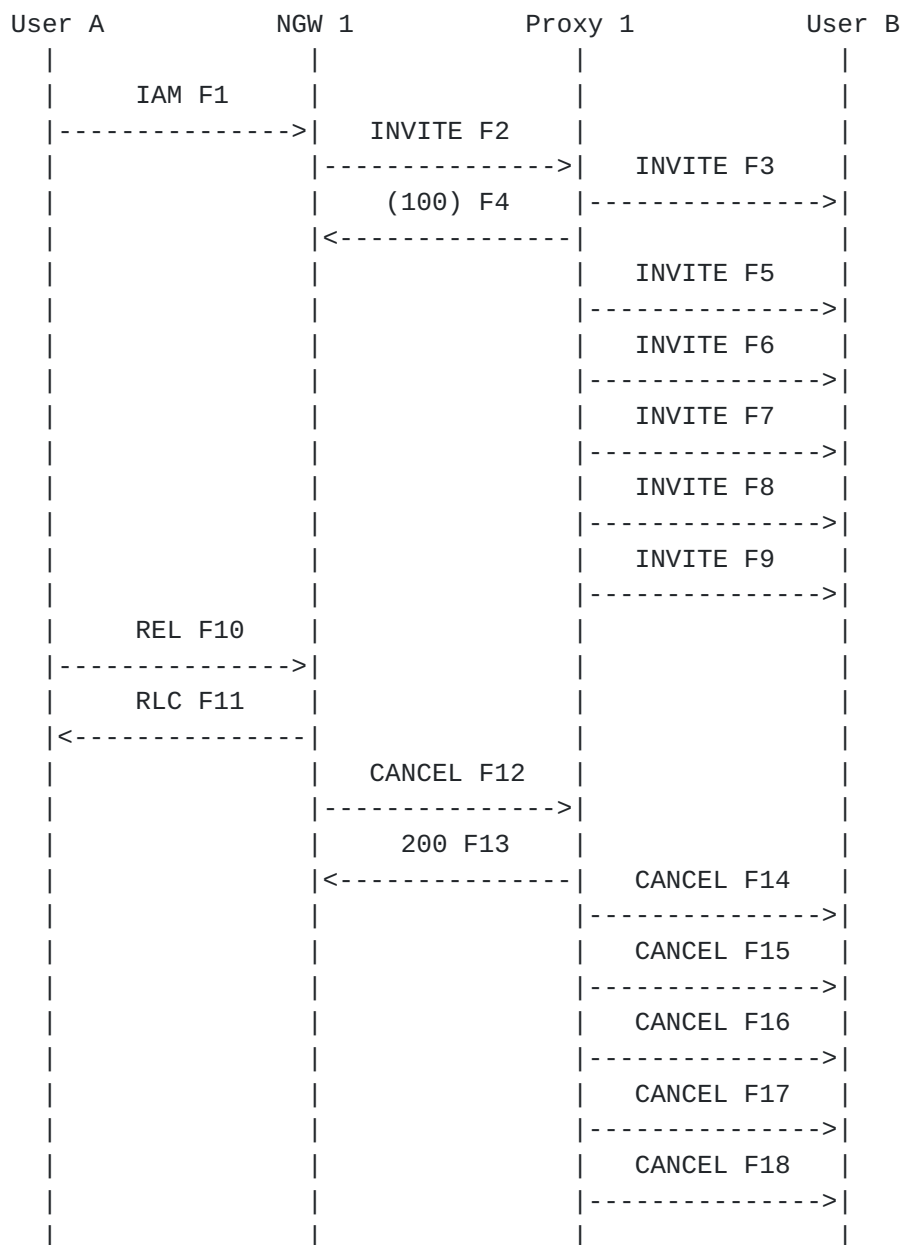 User A           NGW 1           Proxy 1           User B
  |                |                |                |
  |     IAM F1     |                |                |
  |--------------->|   INVITE F2    |                |
  |                |--------------->|   INVITE F3    |
  |                |    (100) F4    |--------------->|
  |                |<---------------|                |
  |                |                |   INVITE F5    |
  |                |                |--------------->|
  |                |                |   INVITE F6    |
  |                |                |--------------->|
  |                |                |   INVITE F7    |
  |                |                |--------------->|
  |                |                |   INVITE F8    |
  |                |                |--------------->|
  |                |                |   INVITE F9    |
  |                |                |--------------->|
  |     REL F10    |                |                |
  |--------------->|                |                |
  |     RLC F11    |                |                |
  |<---------------|                |                |
  |                |   CANCEL F12   |                |
  |                |--------------->|                |
  |                |     200 F13    |                |
  |                |<---------------|   CANCEL F14   |
  |                |                |--------------->|
  |                |                |   CANCEL F15   |
  |                |                |--------------->|
  |                |                |   CANCEL F16   |
  |                |                |--------------->|
  |                |                |   CANCEL F17   |
  |                |                |--------------->|
  |                |                |   CANCEL F18   |
  |                |                |--------------->|
  |                |                |                |